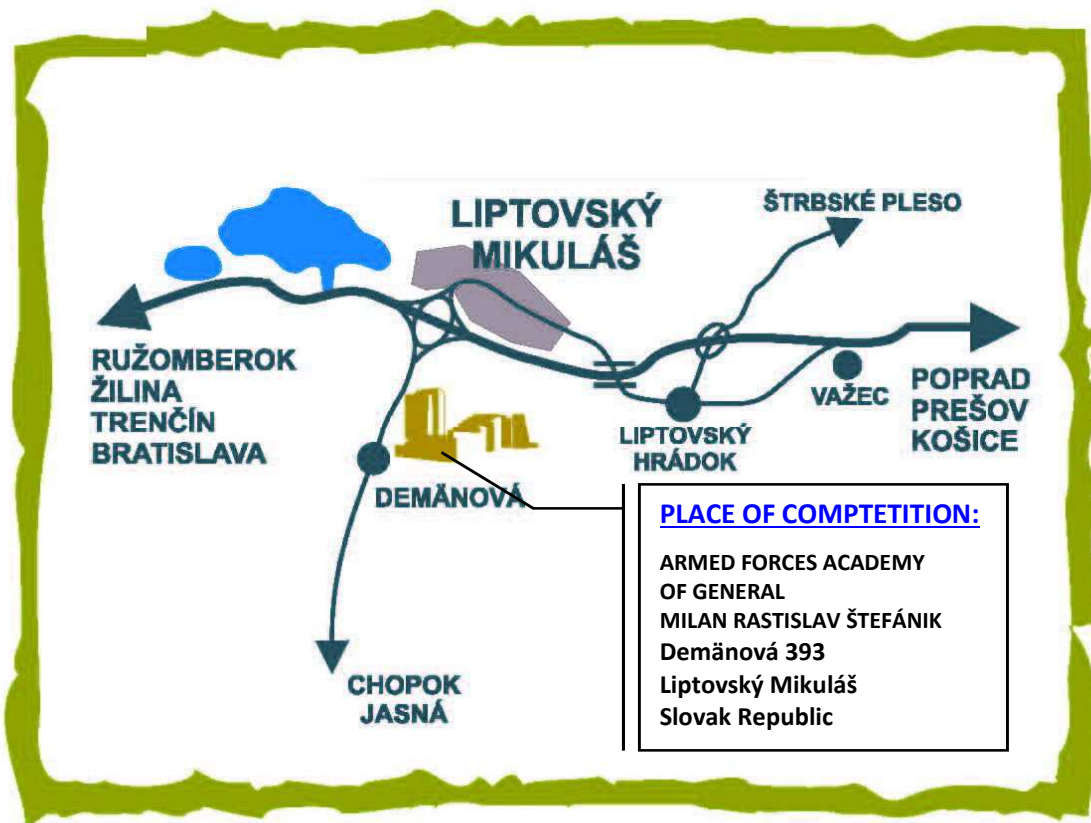 LIPTOVSKÝ
MIKULÁŠ
ŠTRBSKÉ PLESO
RUŽOMBEROK
ŽILINA
TRENČÍN
BRATISLAVA
POPRAD
PREŠOV
KOŠICE
VAŽEC
LIPTOVSKÝ
HRÁDOK
DEMÄNOVÁ
CHOPOK
JASNÁ
PLACE OF COMPTETITION:
ARMED FORCES ACADEMY
OF GENERAL
MILAN RASTISLAV ŠTEFÁNIK
Demänová 393
Liptovský Mikuláš
Slovak Republic